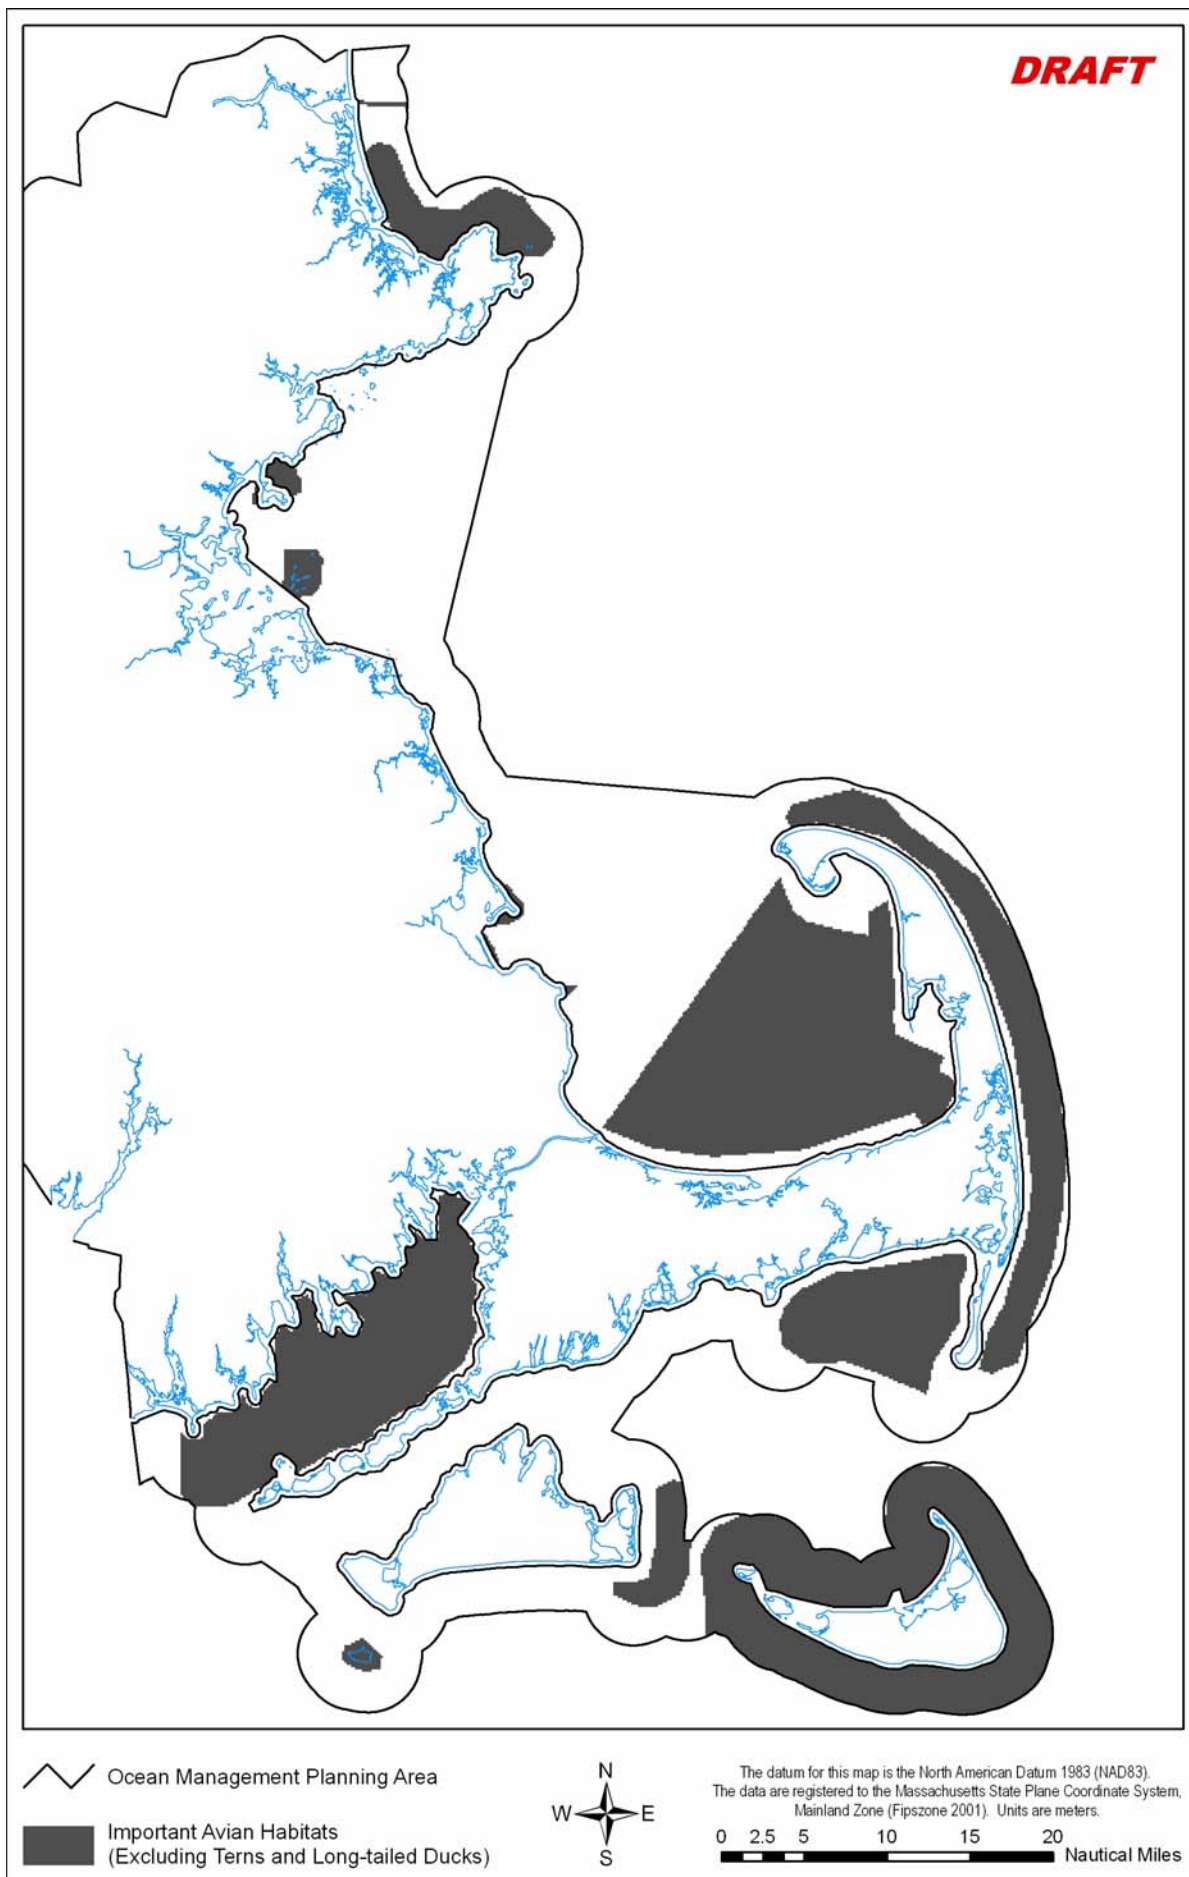 DRAFT
Ocean Management Planning Area
Important Avian Habitats
(Excluding Terns and Long-tailed Ducks)
N
W E
S
The datum for this map is the North American Datum 1983 (NAD83).
The data are registered to the Massachusetts State Plane Coordinate System,
Mainland Zone (Fipszone 2001). Units are meters.
0 2.5 5 10 15 20
Nautical Miles